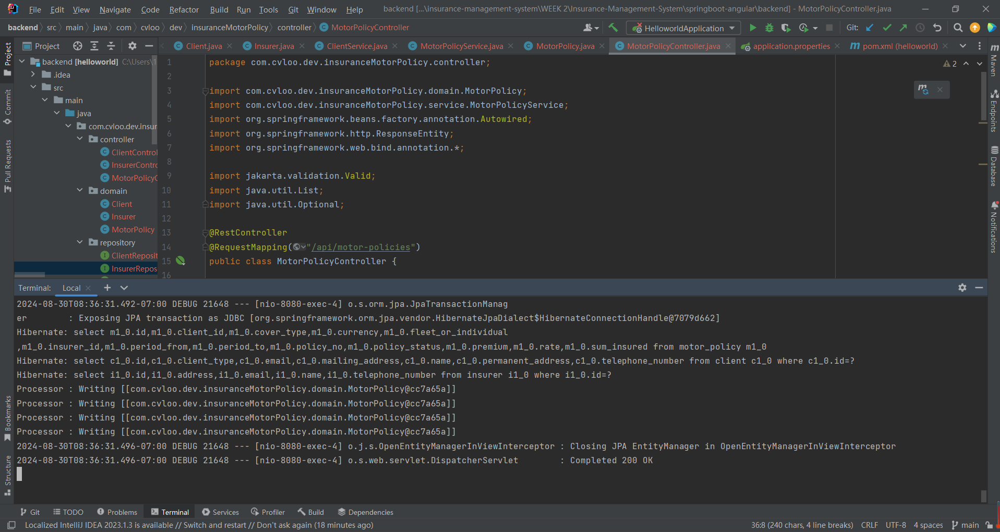 File Edit View Navigate Code Refactor Build Run Tools Git Window Help backend [...\insurance-management-system\WEEK 2\Insurance-Management-System\springboot-angular\backend] - MotorPolicyController.java
backend src main java com cvloo dev insuranceMotorPolicy controller MotorPolicyController HelloworldApplication Git:
Project Client.java Insurer.java ClientService.java MotorPolicyService.java MotorPolicy.java MotorPolicyController.java application.properties pom.xml (helloworld)
backend [helloworld] C:\Users\1
.idea
src
main
java
com.cvloo.dev.insur
controller
ClientControl
InsurerContro
MotorPolicyC
domain
Client
Insurer
MotorPolicy
repository
ClientReposit
InsurerRepos
1 package com.cvloo.dev.insuranceMotorPolicy.controller;
2
3 import com.cvloo.dev.insuranceMotorPolicy.domain.MotorPolicy;
4 import com.cvloo.dev.insuranceMotorPolicy.service.MotorPolicyService;
5 import org.springframework.beans.factory.annotation.Autowired;
6 import org.springframework.http.ResponseEntity;
7 import org.springframework.web.bind.annotation.*;
8
9 import jakarta.validation.Valid;
10 import java.util.List;
11 import java.util.Optional;
12
13 @RestController
14 @RequestMapping("/api/motor-policies")
15 public class MotorPolicyController {
16
2
Project
Commit
Pull Requests
Bookmarks
Structure
Maven
Endpoints
Database
Notifications
Terminal: Local
2024-08-30T08:36:31.492-07:00 DEBUG 21648 --- [nio-8080-exec-4] o.s.orm.jpa.JpaTransactionManag
er : Exposing JPA transaction as JDBC [org.springframework.orm.jpa.vendor.HibernateJpaDialect$HibernateConnectionHandle@7079d662]
Hibernate: select m1_0.id,m1_0.client_id,m1_0.cover_type,m1_0.currency,m1_0.fleet_or_individual
,m1_0.insurer_id,m1_0.period_from,m1_0.period_to,m1_0.policy_no,m1_0.policy_status,m1_0.premium,m1_0.rate,m1_0.sum_insured from motor_policy m1_0
Hibernate: select c1_0.id,c1_0.client_type,c1_0.email,c1_0.mailing_address,c1_0.name,c1_0.permanent_address,c1_0.telephone_number from client c1_0 where c1_0.id=?
Hibernate: select i1_0.id,i1_0.address,i1_0.email,i1_0.name,i1_0.telephone_number from insurer i1_0 where i1_0.id=?
Processor : Writing [[com.cvloo.dev.insuranceMotorPolicy.domain.MotorPolicy@cc7a65a]]
Processor : Writing [[com.cvloo.dev.insuranceMotorPolicy.domain.MotorPolicy@cc7a65a]]
Processor : Writing [[com.cvloo.dev.insuranceMotorPolicy.domain.MotorPolicy@cc7a65a]]
Processor : Writing [[com.cvloo.dev.insuranceMotorPolicy.domain.MotorPolicy@cc7a65a]]
2024-08-30T08:36:31.496-07:00 DEBUG 21648 --- [nio-8080-exec-4] o.j.s.OpenEntityManagerInViewInterceptor : Closing JPA EntityManager in OpenEntityManagerInViewInterceptor
2024-08-30T08:36:31.496-07:00 DEBUG 21648 --- [nio-8080-exec-4] o.s.web.servlet.DispatcherServlet : Completed 200 OK
Git TODO Problems Terminal Services Profiler Build Dependencies
Localized IntelliJ IDEA 2023.1.3 is available // Switch and restart // Don't ask again (18 minutes ago) 36:8 (240 chars, 4 line breaks) CRLF UTF-8 4 spaces main